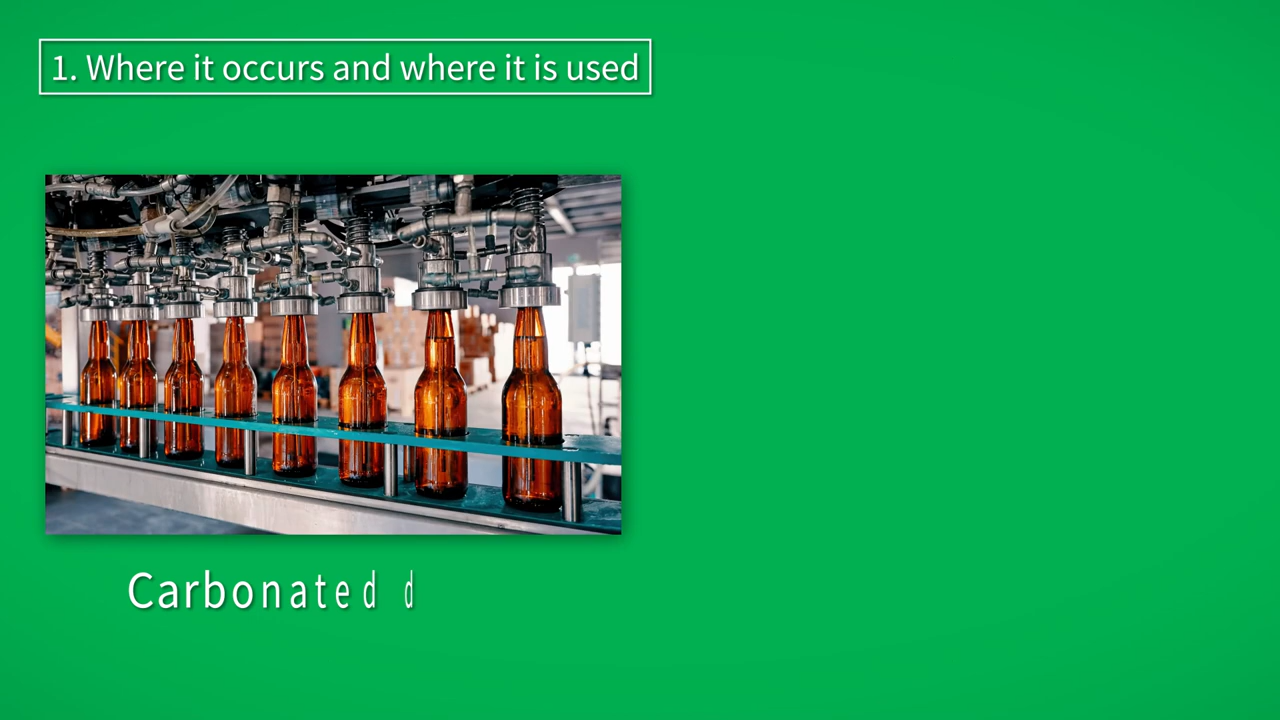 1. Where it occurs and where it is used
Carbonated d